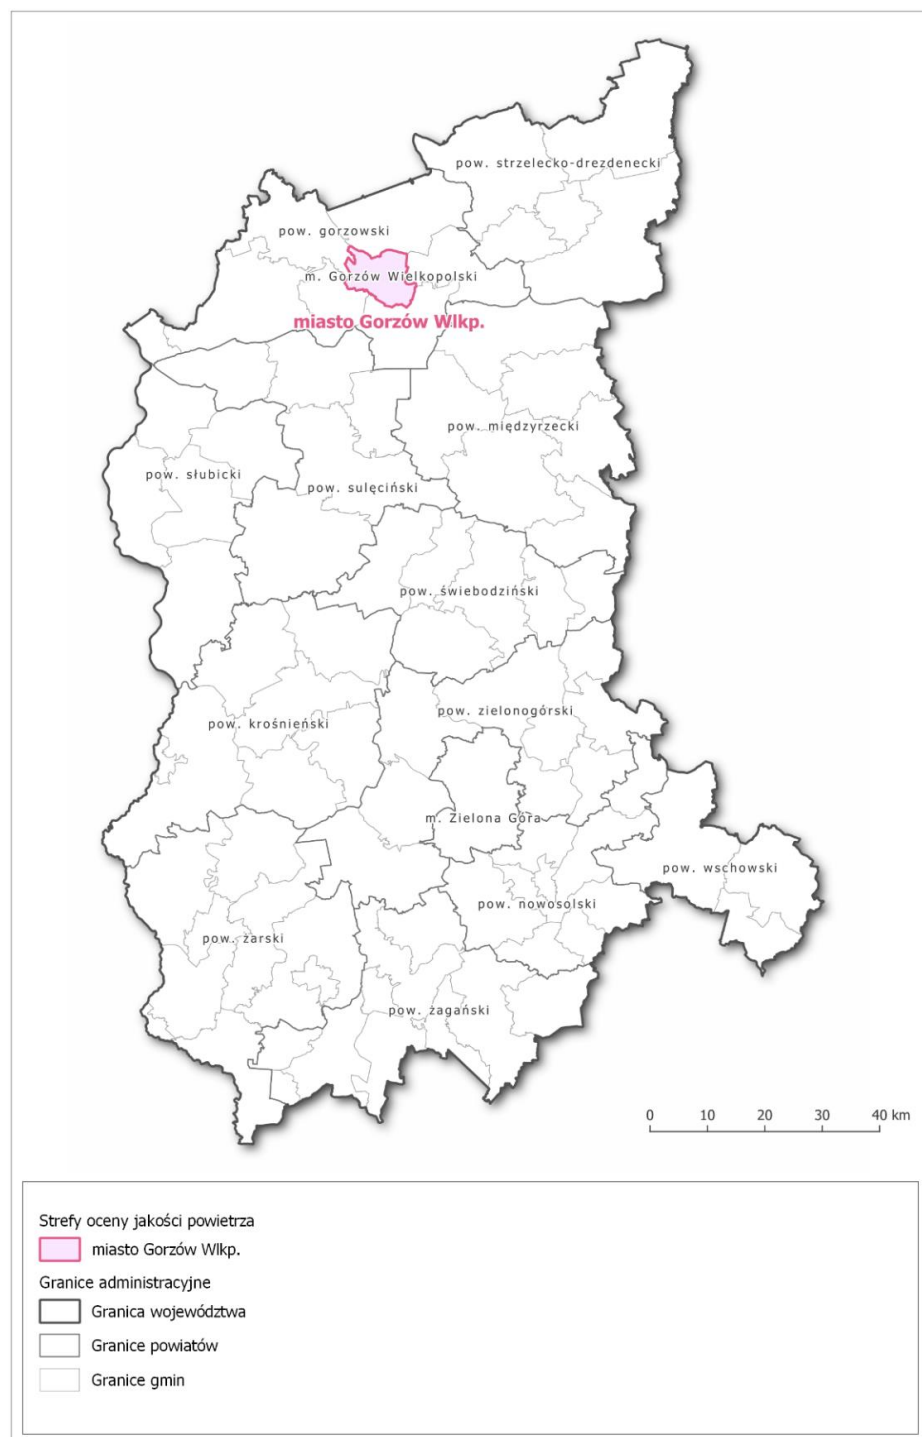 pow. strzelecko-drezdenecki
pow. gorzowski
m. Gorzów Wielkopolski
miasto Gorzów Wlkp.
pow. międzyrzecki
pow. słubicki
pow. sulęciński
pow. świebodziński
pow. zielonogórski
pow. krośnieński
m. Zielona Góra
pow. wschowski
pow. nowosolski
pow. żarski
pow. żagański
0 10 20 30 40 km
Strefy oceny jakości powietrza
miasto Gorzów Wlkp.
Granice administracyjne
Granica województwa
Granice powiatów
Granice gmin